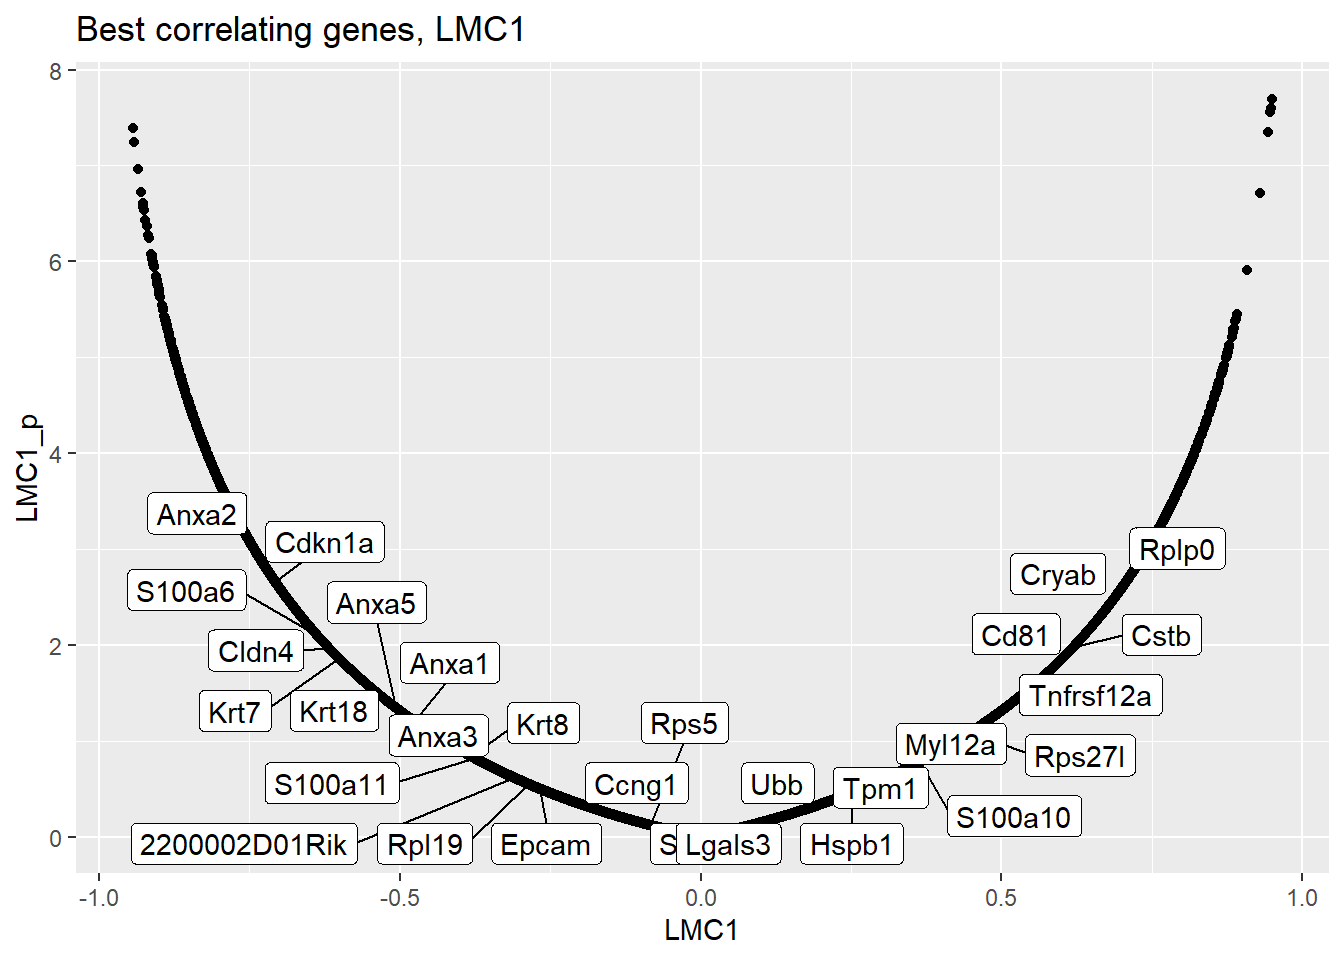 Best correlating genes, LMC1
8
6
4
2
0
LMC1_p
Anxa2
Cdkn1a
S100a6
Anxa5
Cldn4
Anxa1
Krt7
Krt18
Anxa3
Krt8
Rps5
S100a11
Ccng1
Ubb
2200002D01Rik
Rpl19
Epcam
Lgals3
Hspb1
Tpm1
S100a10
Myl12a
Rps27l
Tnfrsf12a
Cd81
Cstb
Cryab
Rplp0
-1.0
-0.5
0.0
0.5
1.0
LMC1